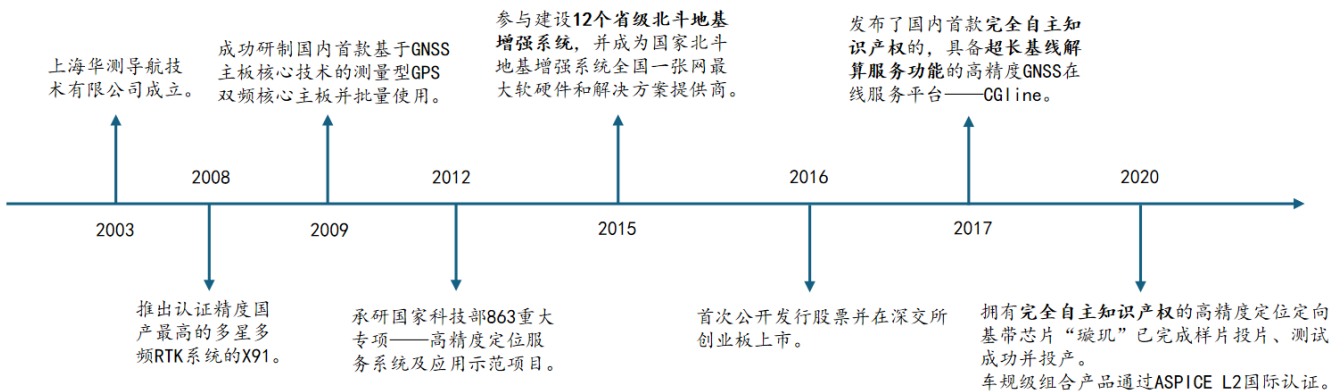 上海华测导航技
术有限公司成立。
成功研制国内首款基于GNSS
主板核心技术的测量型GPS
双频核心主板并批量使用。
参与建设12个省级北斗地基
增强系统，并成为国家北斗
地基增强系统全国一张网最
大软硬件和解决方案提供商。
发布了国内首款完全自主知
识产权的，具备超长基线解
算服务功能的高精度GNSS在
线服务平台——CGline。
2008
2012
2016
2020
2003
2009
2015
2017
推出认证精度国
产最高的多星多
频RTK系统的X91。
承研国家科技部863重大
专项——高精度定位服
务系统及应用示范项目。
首次公开发行股票并在深交所
创业板上市。
拥有完全自主知识产权的高精度定位定向
基带芯片“璇玑”已完成样片投片、测试
成功并投产。
车规级组合产品通过ASPICE L2国际认证。